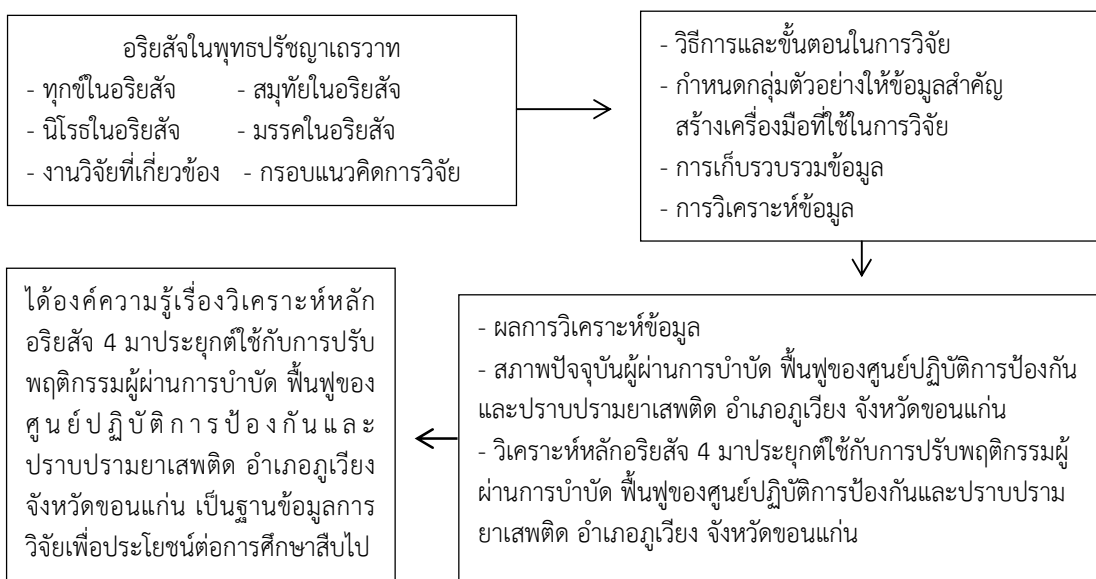 อริยสัจในพุทธปรัชญาเถรวาท
- ทุกข์ในอริยสัจ - สมุทัยในอริยสัจ
- นิโรธในอริยสัจ - มรรคในอริยสัจ
- งานวิจัยที่เกี่ยวข้อง - กรอบแนวคิดการวิจัย
- วิธีการและขั้นตอนในการวิจัย
- กำหนดกลุ่มตัวอย่างให้ข้อมูลสำคัญ
สร้างเครื่องมือที่ใช้ในการวิจัย
- การเก็บรวบรวมข้อมูล
- การวิเคราะห์ข้อมูล
- ผลการวิเคราะห์ข้อมูล
- สภาพปัจจุบันผู้ผ่านการบำบัด ฟื้นฟูของศูนย์ปฏิบัติการป้องกัน
และปราบปรามยาเสพติด อำเภอภูเวียง จังหวัดขอนแก่น
- วิเคราะห์หลักอริยสัจ 4 มาประยุกต์ใช้กับการปรับพฤติกรรมผู้
ผ่านการบำบัด ฟื้นฟูของศูนย์ปฏิบัติการป้องกันและปราบปราม
ยาเสพติด อำเภอภูเวียง จังหวัดขอนแก่น
ได้องค์ความรู้เรื่องวิเคราะห์หลัก
อริยสัจ 4 มาประยุกต์ใช้กับการปรับ
พฤติกรรมผู้ผ่านการบำบัด ฟื้นฟูของ
ศูนย์ปฏิบัติการป้องกันและ
ปราบปรามยาเสพติด อำเภอภูเวียง
จังหวัดขอนแก่น เป็นฐานข้อมูลการ
วิจัยเพื่อประโยชน์ต่อการศึกษาสืบไป